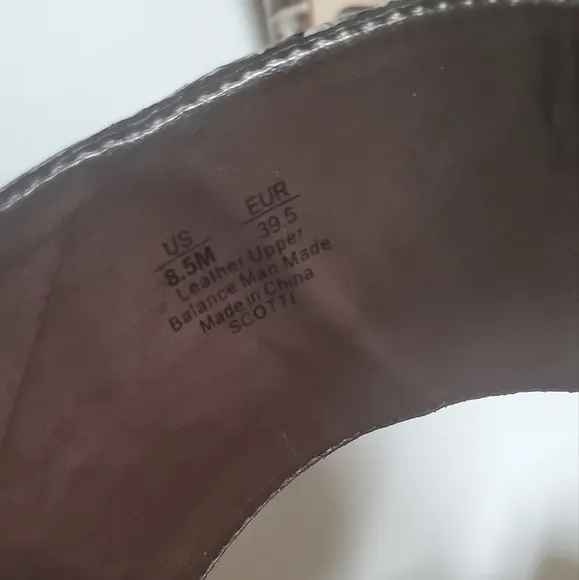 US EUR
8.5M 39.5
Leather Upper
Balance Man Made
Made in China
SCOTTI